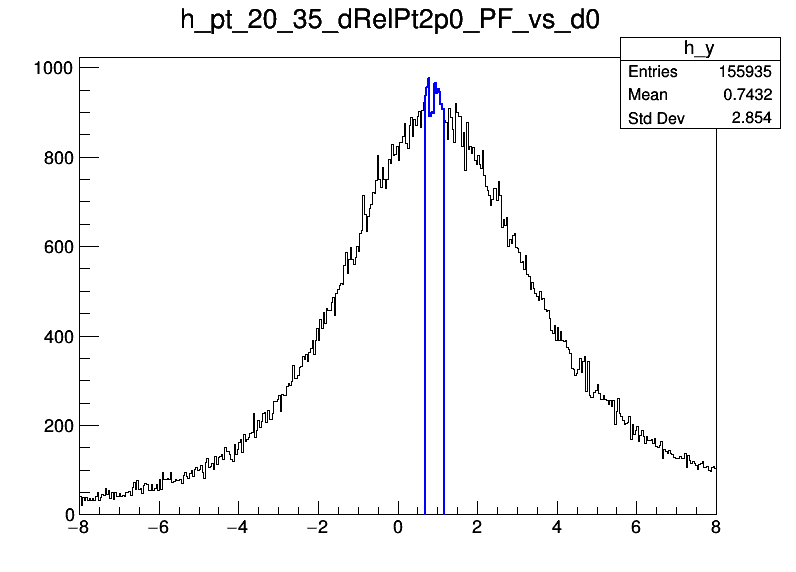 h_pt_20_35_dRelPt2p0_PF_vs_d0
h_y
Entries 155935
Mean 0.7432
Std Dev 2.854
1000
800
600
400
200
0
−8 −6 −4 −2 0 2 4 6 8